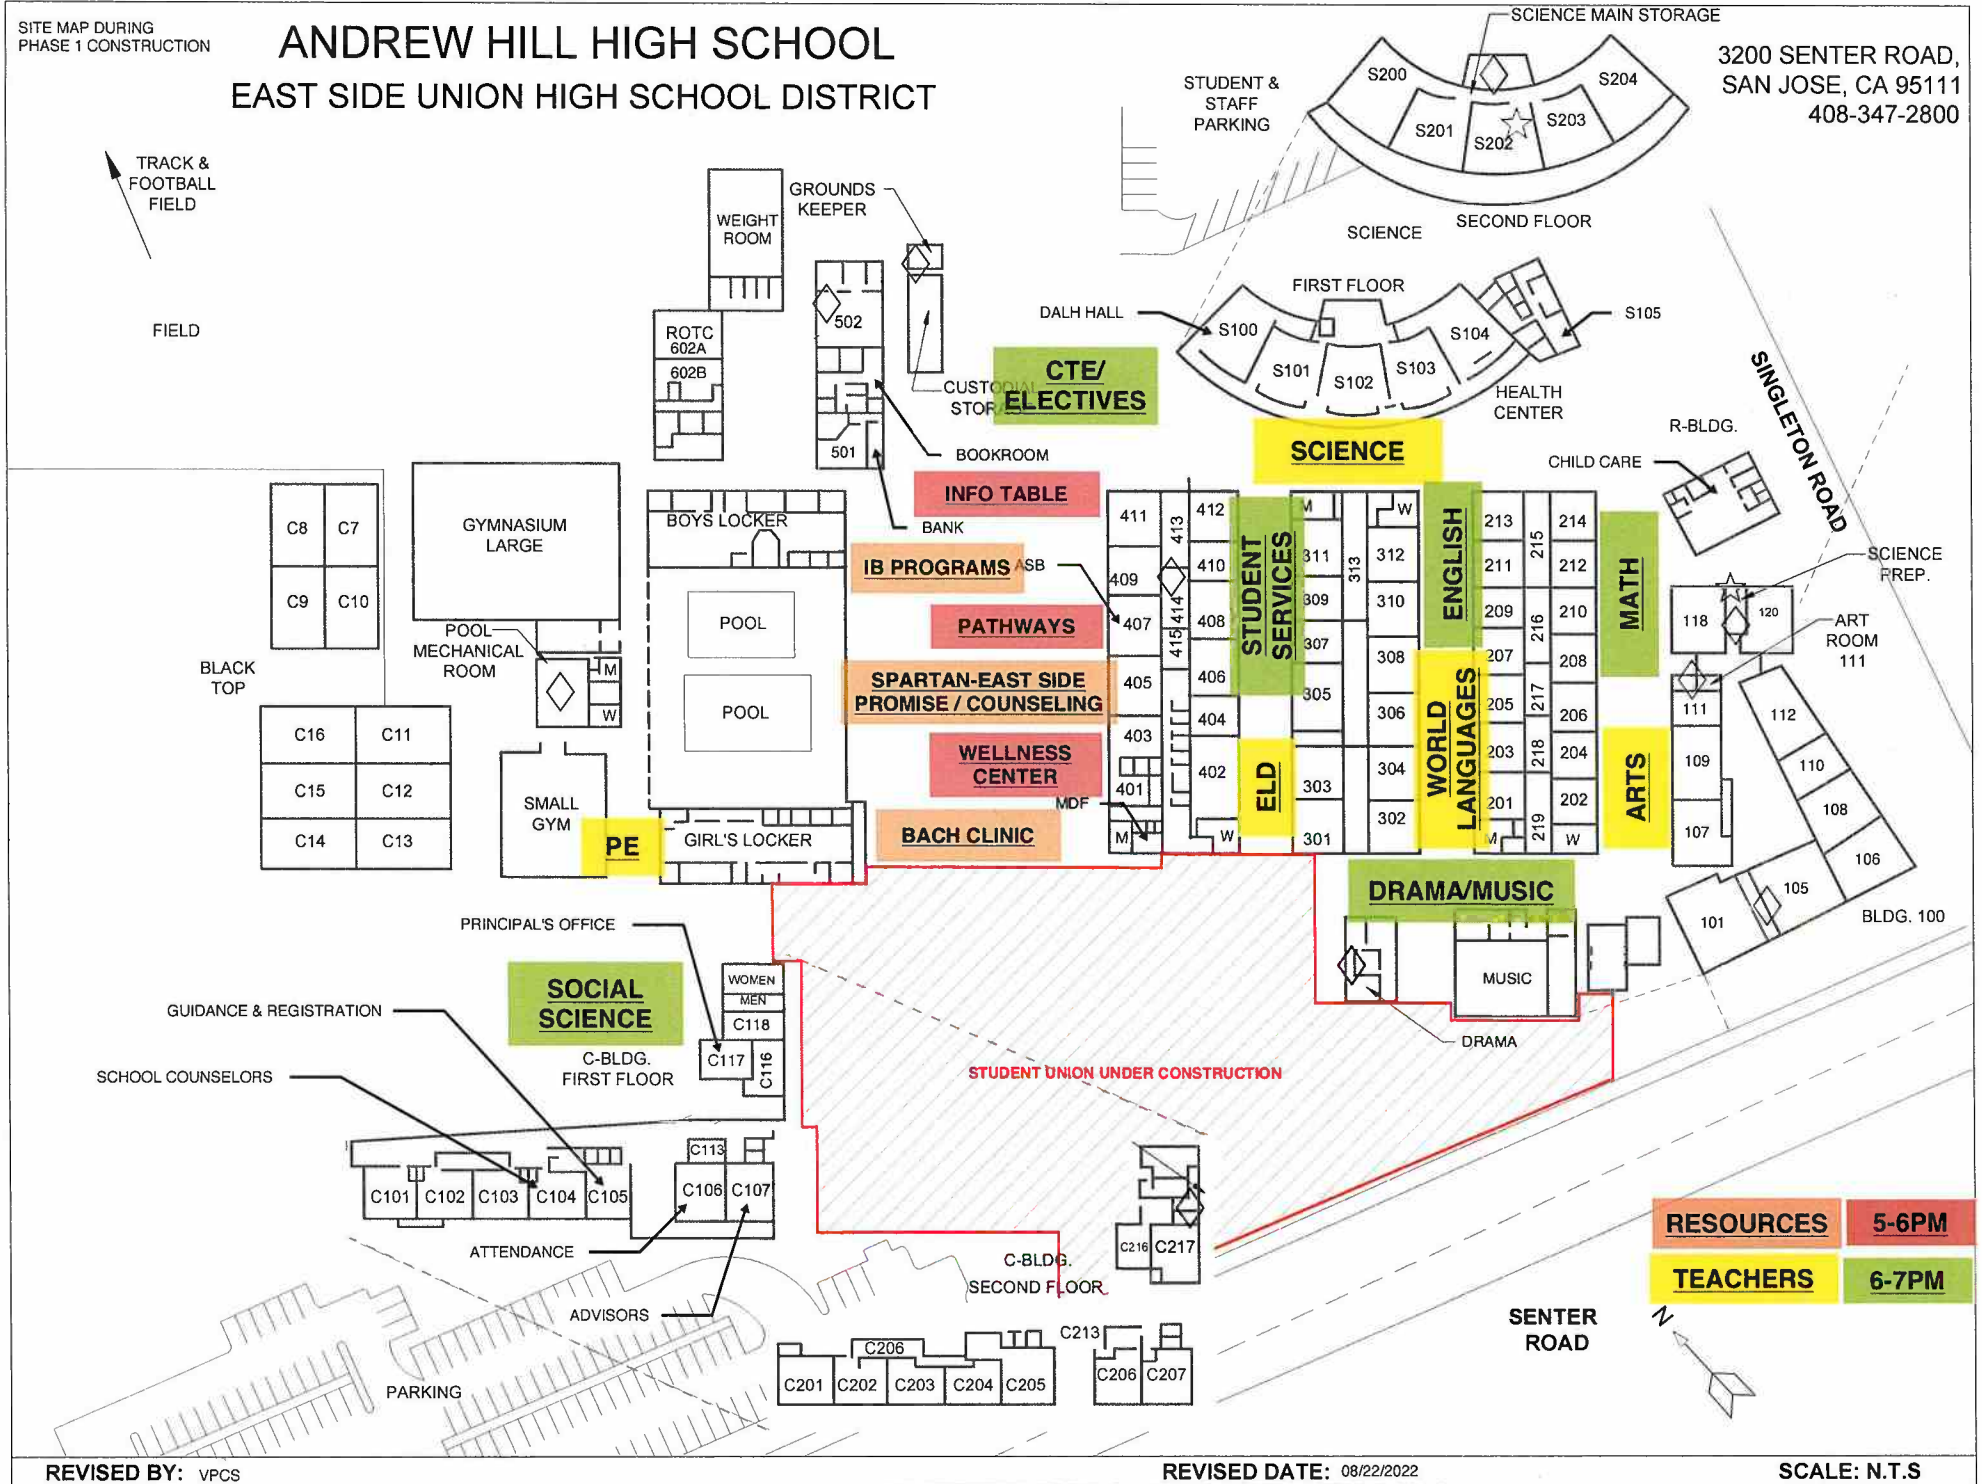 SITE MAP DURING
PHASE 1 CONSTRUCTION
ANDREW HILL HIGH SCHOOL
EAST SIDE UNION HIGH SCHOOL DISTRICT
3200 SENTER ROAD,
SAN JOSE, CA 95111
408-347-2800
SCIENCE MAIN STORAGE
STUDENT &
STAFF
PARKING
S200
S201
S202
S203
S204
SECOND FLOOR
SCIENCE
TRACK &
FOOTBALL
FIELD
FIELD
WEIGHT
ROOM
GROUNDS
KEEPER
ROTC
602A
602B
502
501
CUSTODIAL
STORAGE
BOOKROOM
BANK
CTE/
ELECTIVES
FIRST FLOOR
DALH HALL
S100
S101
S102
S103
S104
S105
HEALTH
CENTER
SCIENCE
SINGLETON ROAD
R-BLDG.
CHILD CARE
SCIENCE
PREP.
ART
ROOM
111
C8
C7
C9
C10
BLACK
TOP
C16
C11
C15
C12
C14
C13
GYMNASIUM
LARGE
POOL
MECHANICAL
ROOM
M
W
SMALL
GYM
PE
BOYS LOCKER
POOL
POOL
GIRL'S LOCKER
INFO TABLE
IB PROGRAMS
ASB
PATHWAYS
SPARTAN-EAST SIDE
PROMISE / COUNSELING
WELLNESS
CENTER
MDF
BACH CLINIC
411
409
407
405
403
401
M
413
414
415
412
410
408
406
404
402
W
STUDENT
SERVICES
ELD
M
311
309
307
305
303
301
313
W
312
310
308
306
304
302
ENGLISH
WORLD
LANGUAGES
213
211
209
207
205
203
201
M
215
216
217
218
219
214
212
210
208
206
204
202
W
MATH
ARTS
118
120
111
109
107
112
110
108
106
105
101
BLDG. 100
DRAMA/MUSIC
MUSIC
DRAMA
PRINCIPAL'S OFFICE
SOCIAL
SCIENCE
C-BLDG.
FIRST FLOOR
WOMEN
MEN
C118
C117
C116
GUIDANCE & REGISTRATION
SCHOOL COUNSELORS
C101
C102
C103
C104
C105
C113
C106
C107
ATTENDANCE
ADVISORS
PARKING
STUDENT UNION UNDER CONSTRUCTION
C216
C217
C-BLDG.
SECOND FLOOR
C206
C201
C202
C203
C204
C205
C213
C206
C207
RESOURCES
5-6PM
TEACHERS
6-7PM
SENTER
ROAD
N
REVISED BY: VPCS
REVISED DATE: 08/22/2022
SCALE: N.T.S